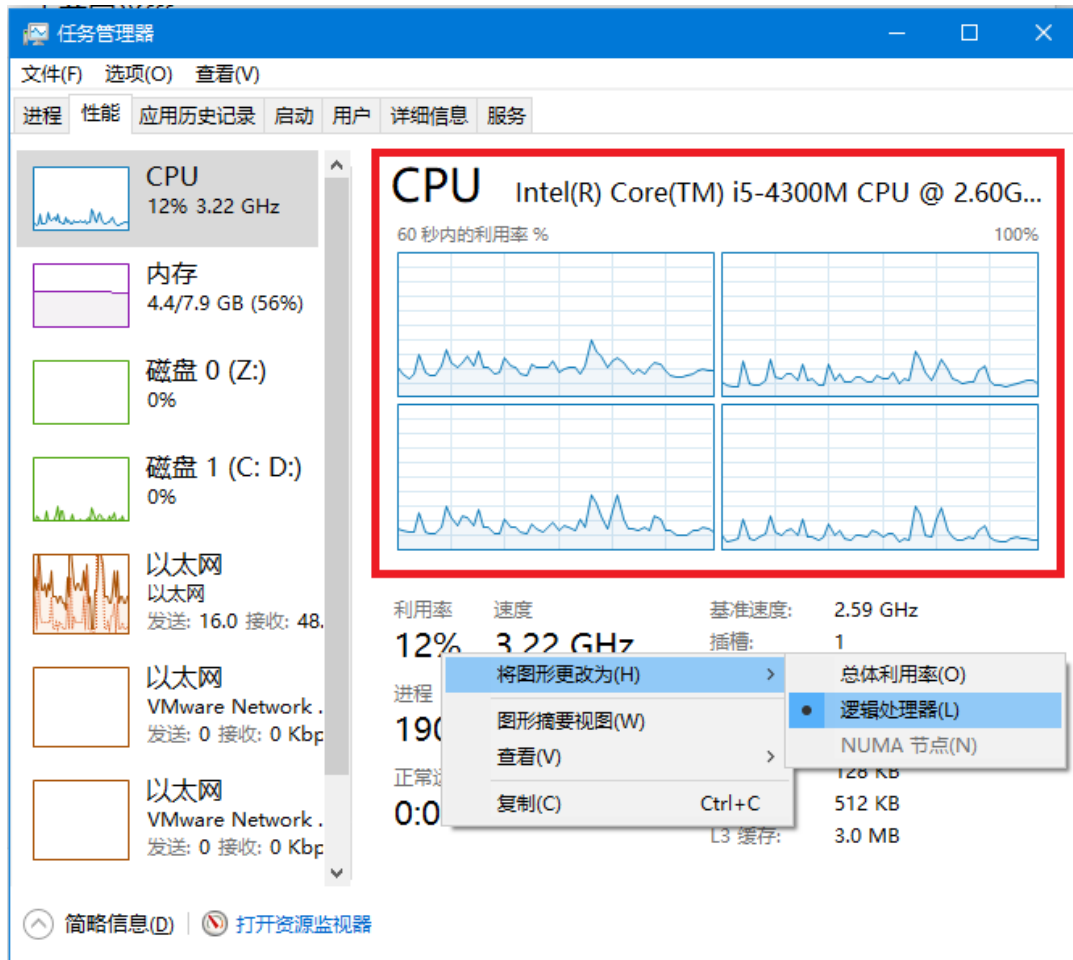 任务管理器
文件(F) 选项(O) 查看(V)
进程 性能 应用历史记录 启动 用户 详细信息 服务
CPU
12% 3.22 GHz
内存
4.4/7.9 GB (56%)
磁盘 0 (Z:)
0%
磁盘 1 (C: D:)
0%
以太网
以太网
发送: 16.0 接收: 48.
以太网
VMware Network .
发送: 0 接收: 0 Kbp
以太网
VMware Network .
发送: 0 接收: 0 Kbp
CPU Intel(R) Core(TM) i5-4300M CPU @ 2.60G...
60 秒内的利用率 % 100%
利用率 速度 基准速度: 2.59 GHz
12% 3.22 GHz 插槽: 1
进程
190
正常
0:0
128 KB
512 KB
L3 缓存: 3.0 MB
将图形更改为(H)
图形摘要视图(W)
查看(V)
复制(C) Ctrl+C
总体利用率(O)
逻辑处理器(L)
NUMA 节点(N)
简略信息(D) 打开资源监视器